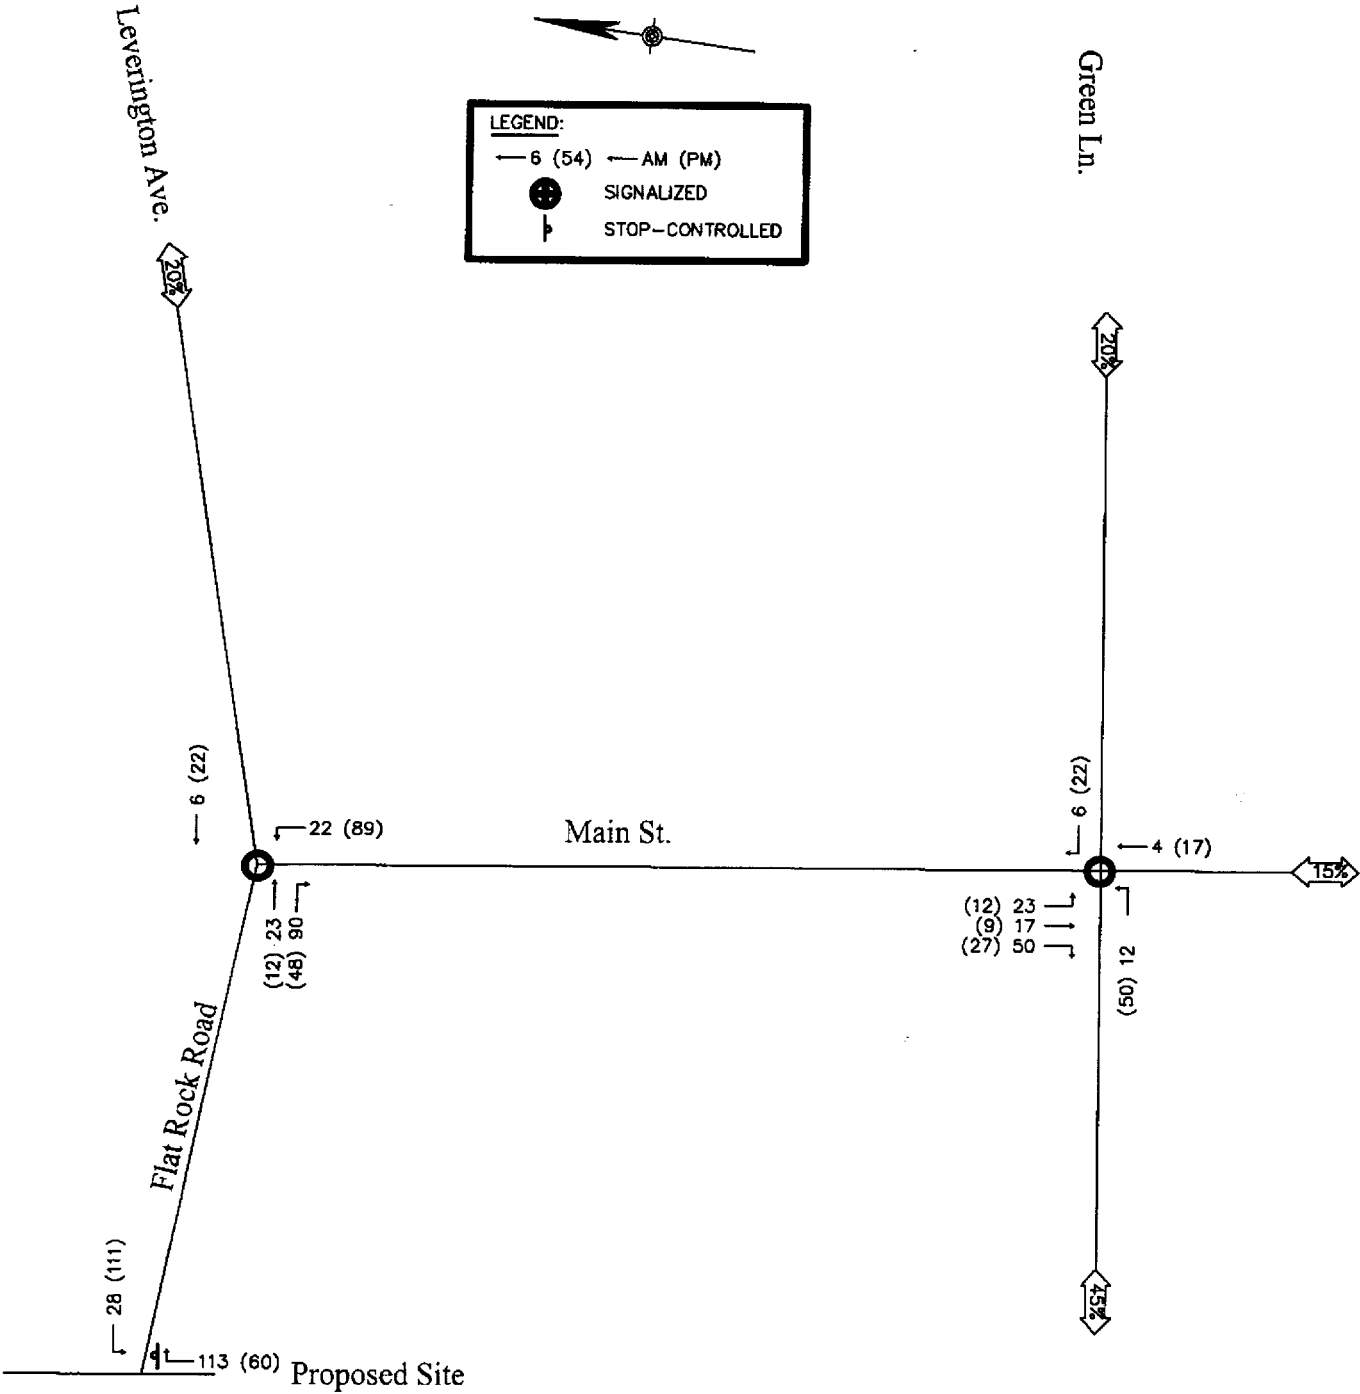 Leverington Ave.
Green Ln.
LEGEND:
6 (54) AM (PM)
SIGNALIZED
STOP-CONTROLLED
20%
20%
6 (22)
22 (89)
Main St.
6 (22)
4 (17)
15%
(12) 23
(48) 90
(12) 23
(9) 17
(27) 50
12
(50)
Flat Rock Road
28 (111)
45%
113 (60)
Proposed Site